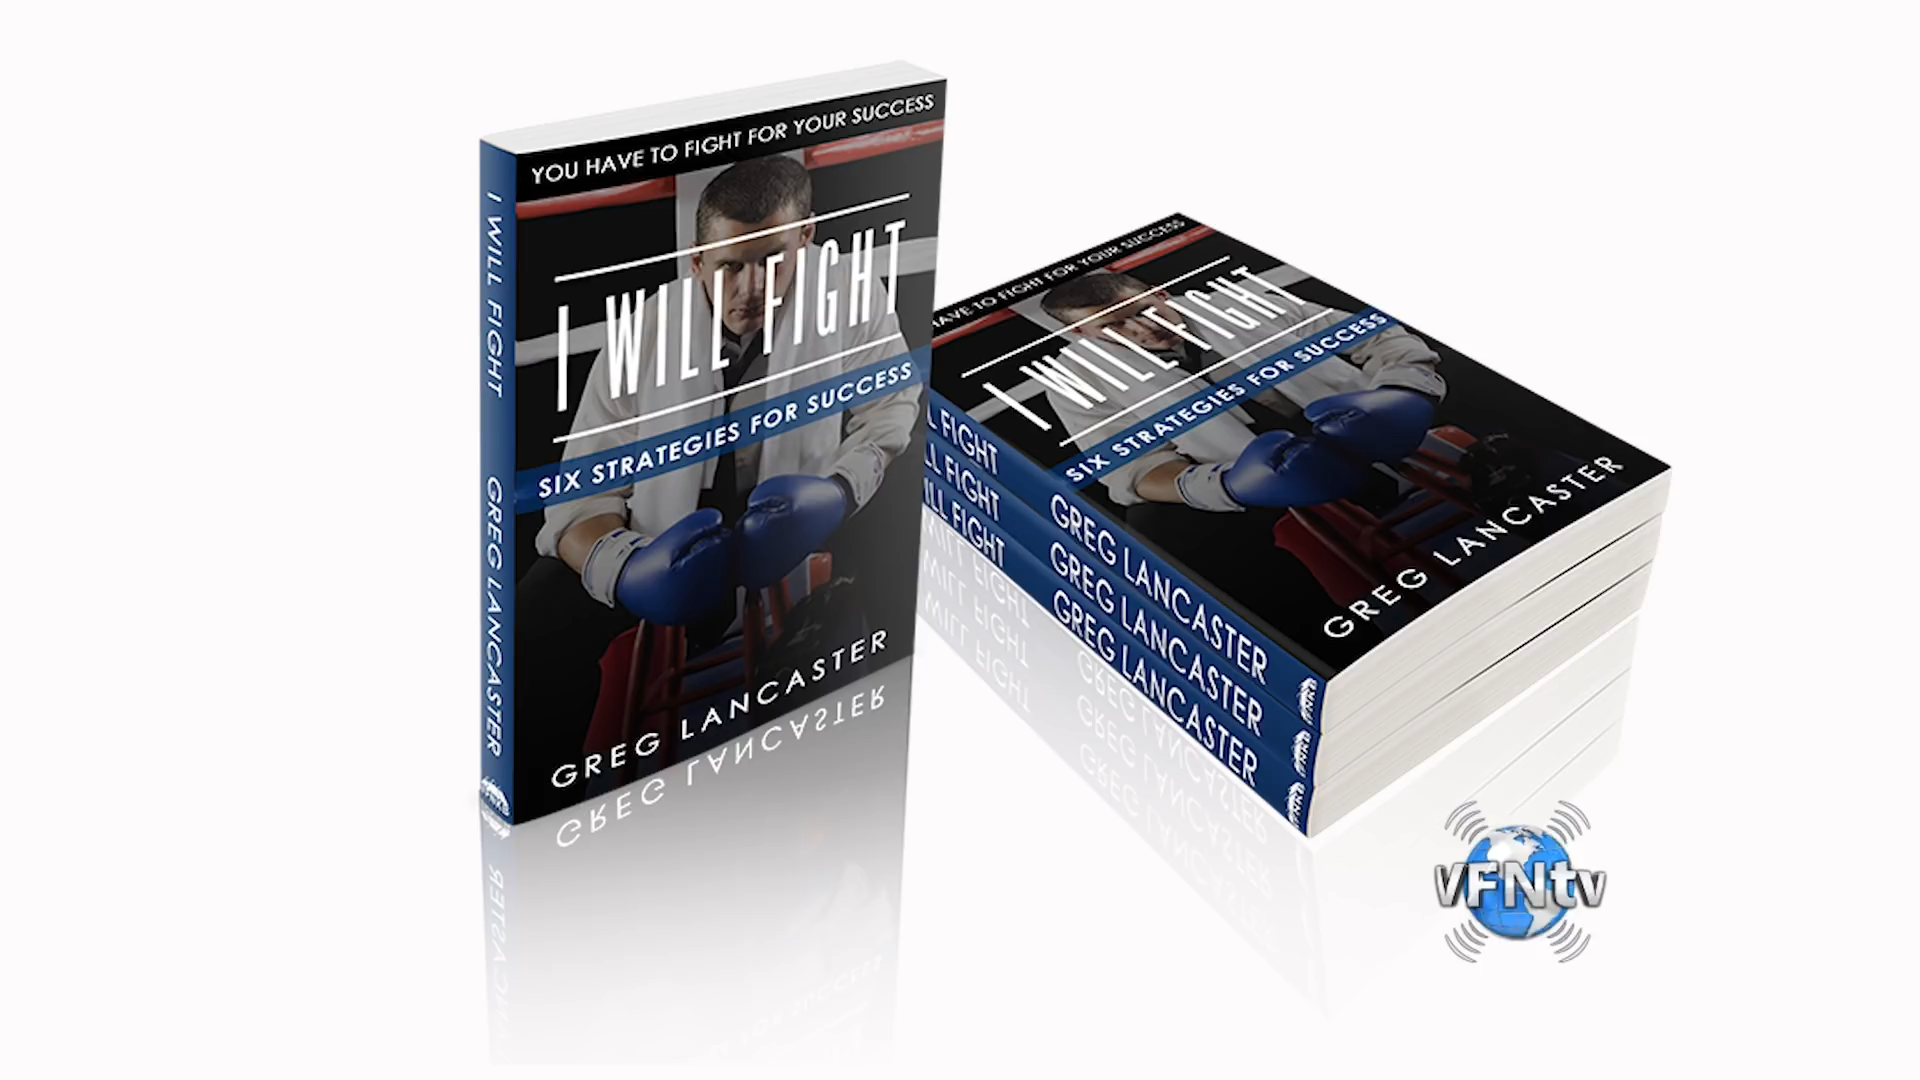 YOU HAVE TO FIGHT FOR YOUR SUCCESS
I WILL FIGHT
SIX STRATEGIES FOR SUCCESS
GREG LANCASTER
I WILL FIGHT GREG LANCASTER
HAVE TO FIGHT FOR YOUR SUCCESS
I WILL FIGHT
SIX STRATEGIES FOR SUCCESS
GREG LANCASTER
FIGHT GREG LANCASTER
FIGHT GREG LANCASTER
WILL FIGHT GREG LANCASTER
VFNtv